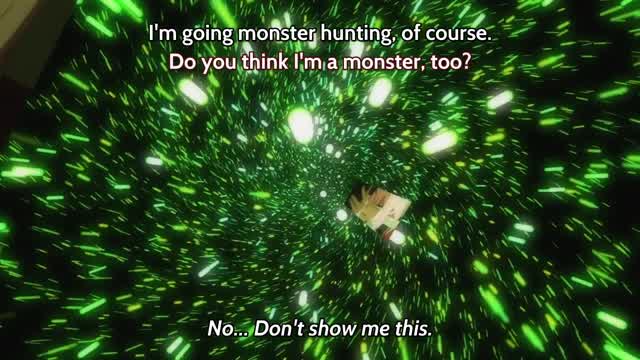 I'm going monster hunting, of course.
Do you think I'm a monster, too?
No... Don't show me this.